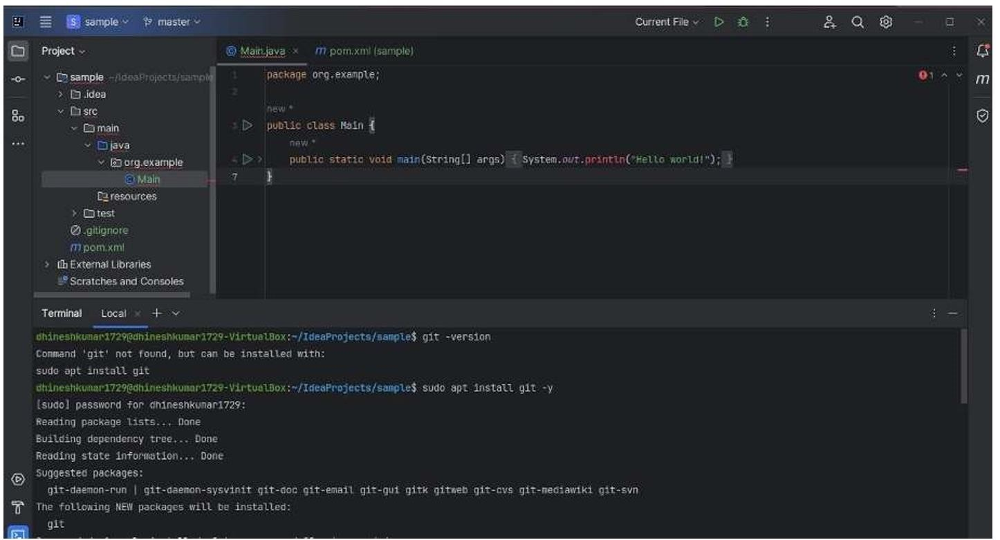 S sample master Current File
Project
Main.java pom.xml (sample)
sample ~/IdeaProjects/sample
.idea
src
main
java
org.example
Main
resources
test
.gitignore
pom.xml
External Libraries
Scratches and Consoles
1 package org.example;
2
new *
3 public class Main {
new *
4 public static void main(String[] args) { System.out.println("Hello world!"); }
7 }
1
m
Terminal Local
dhineshkumar1729@dhineshkumar1729-VirtualBox:~/IdeaProjects/sample$ git -version
Command 'git' not found, but can be installed with:
sudo apt install git
dhineshkumar1729@dhineshkumar1729-VirtualBox:~/IdeaProjects/sample$ sudo apt install git -y
[sudo] password for dhineshkumar1729:
Reading package lists... Done
Building dependency tree... Done
Reading state information... Done
Suggested packages:
git-daemon-run | git-daemon-sysvinit git-doc git-email git-gui gitk gitweb git-cvs git-mediawiki git-svn
The following NEW packages will be installed:
git